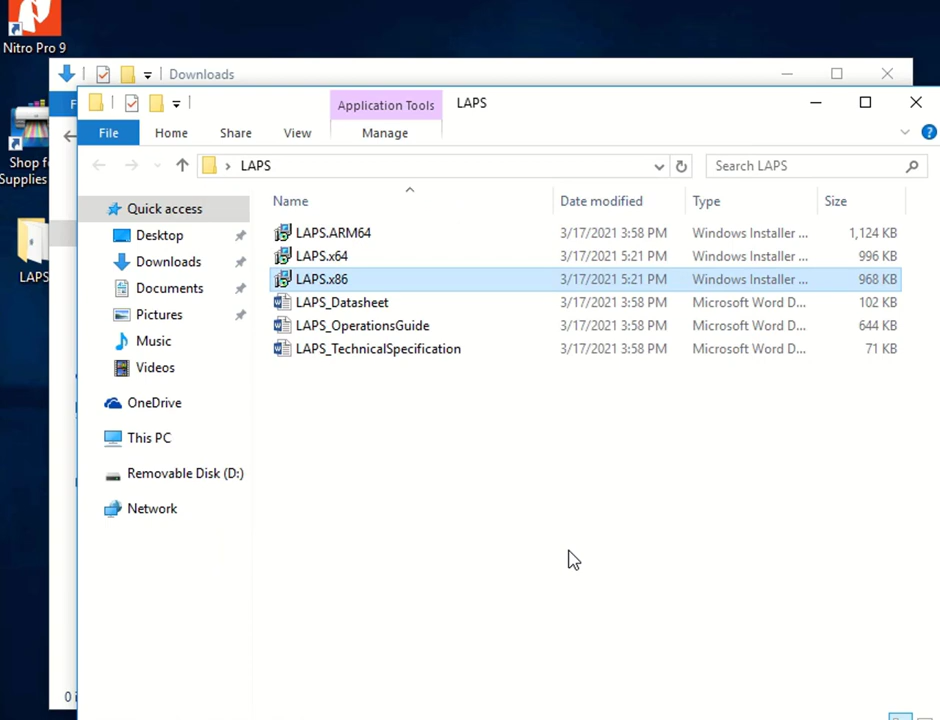 Nitro Pro 9
Downloads
Application Tools
LAPS
File
Home
Share
View
Manage
LAPS
Search LAPS
Shop f
Supplies
LAPS
Quick access
Desktop
Downloads
Documents
Pictures
Music
Videos
OneDrive
This PC
Removable Disk (D:)
Network
Name Date modified Type Size
LAPS.ARM64 3/17/2021 3:58 PM Windows Installer ... 1,124 KB
LAPS.x64 3/17/2021 5:21 PM Windows Installer ... 996 KB
LAPS.x86 3/17/2021 5:21 PM Windows Installer ... 968 KB
LAPS_Datasheet 3/17/2021 3:58 PM Microsoft Word D... 102 KB
LAPS_OperationsGuide 3/17/2021 3:58 PM Microsoft Word D... 644 KB
LAPS_TechnicalSpecification 3/17/2021 3:58 PM Microsoft Word D... 71 KB